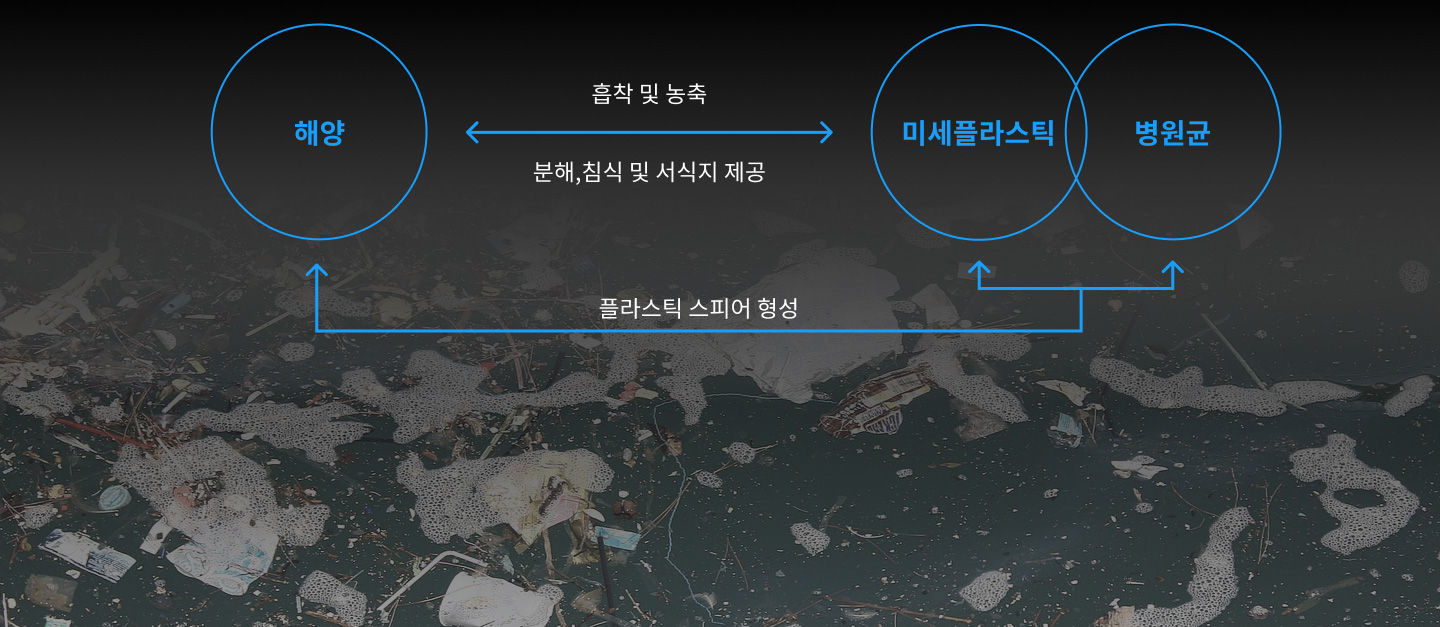 흡착 및 농축
해양
미세플라스틱
병원균
분해,침식 및 서식지 제공
플라스틱 스피어 형성